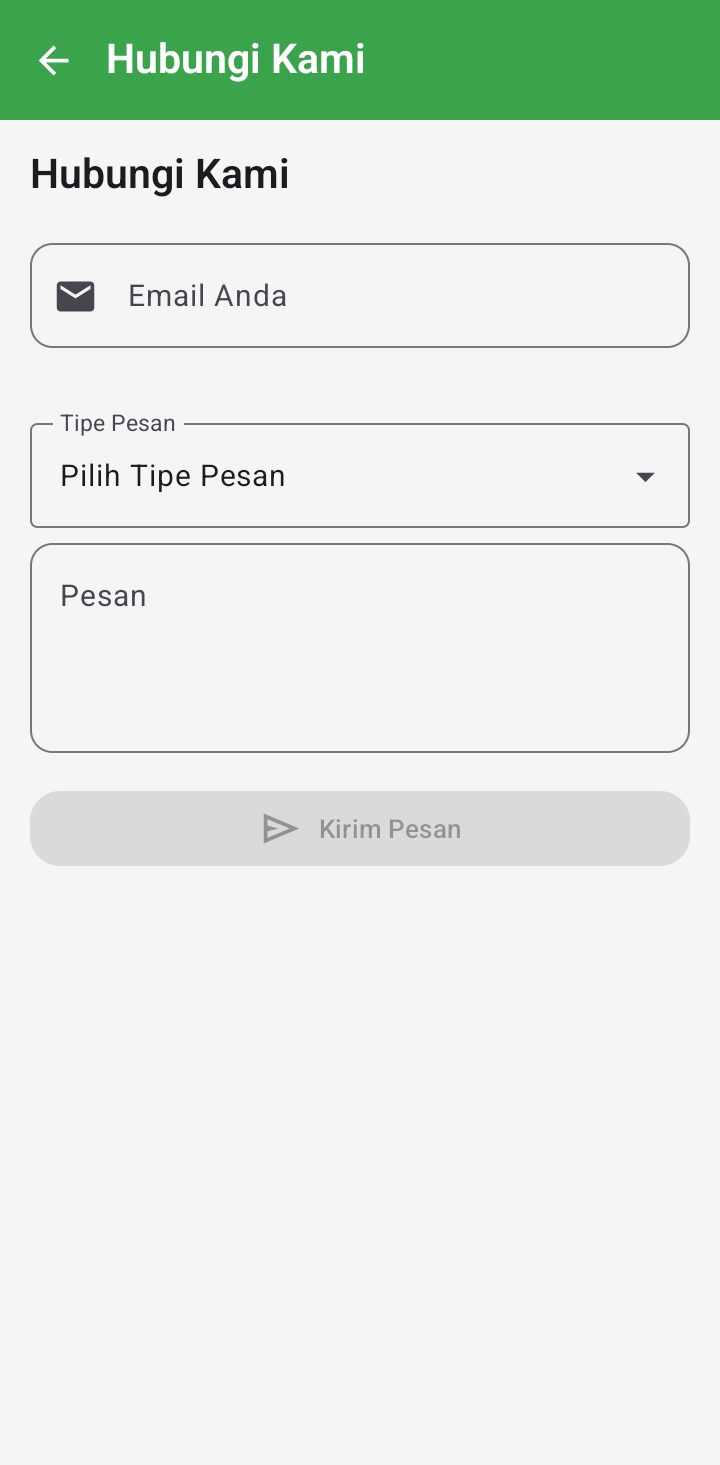 Hubungi Kami
Hubungi Kami
Email Anda
Tipe Pesan
Pilih Tipe Pesan
Pesan
Kirim Pesan